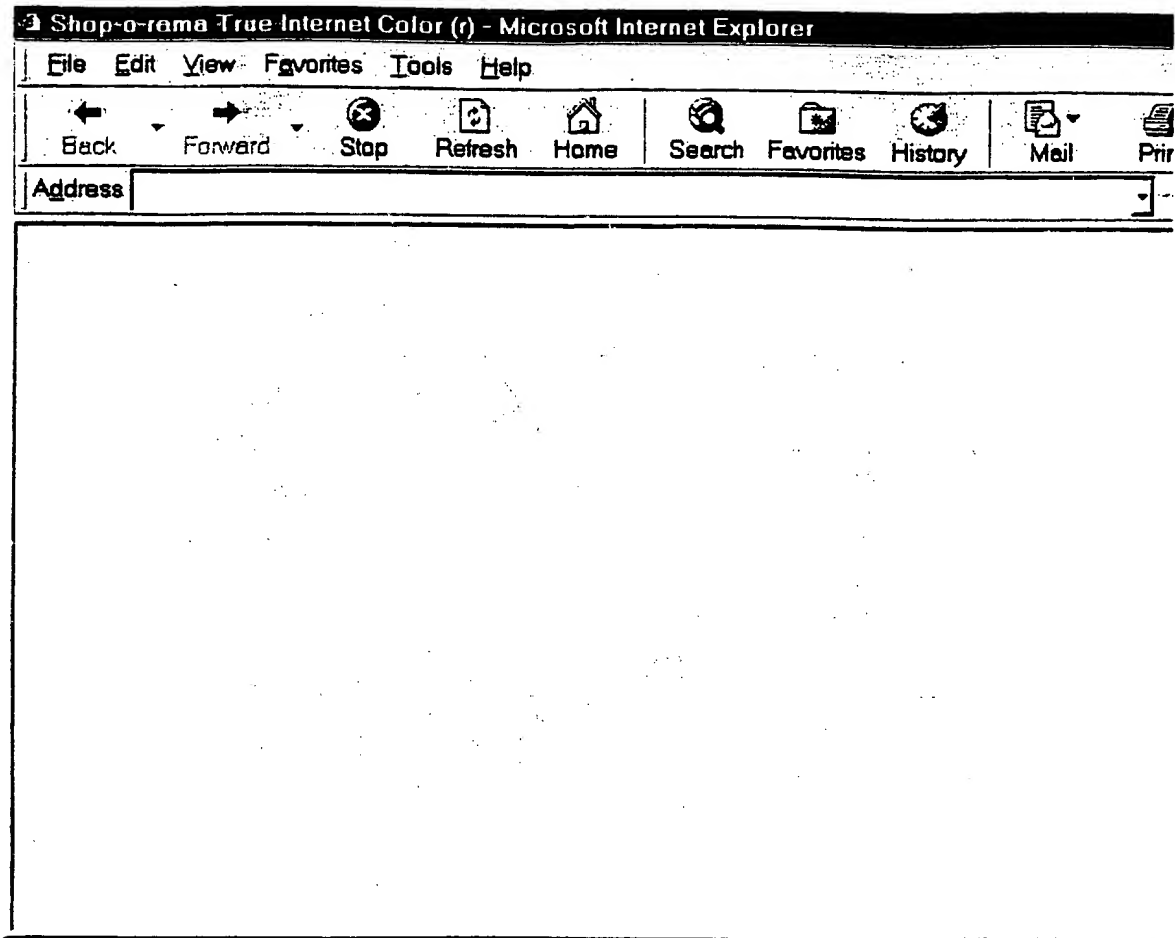 Shop-o-rama True Internet Color (r) - Microsoft Internet Explorer
File Edit View Favorites Tools Help
Back Forward Stop Refresh Home Search Favorites History Mail Prin
Address